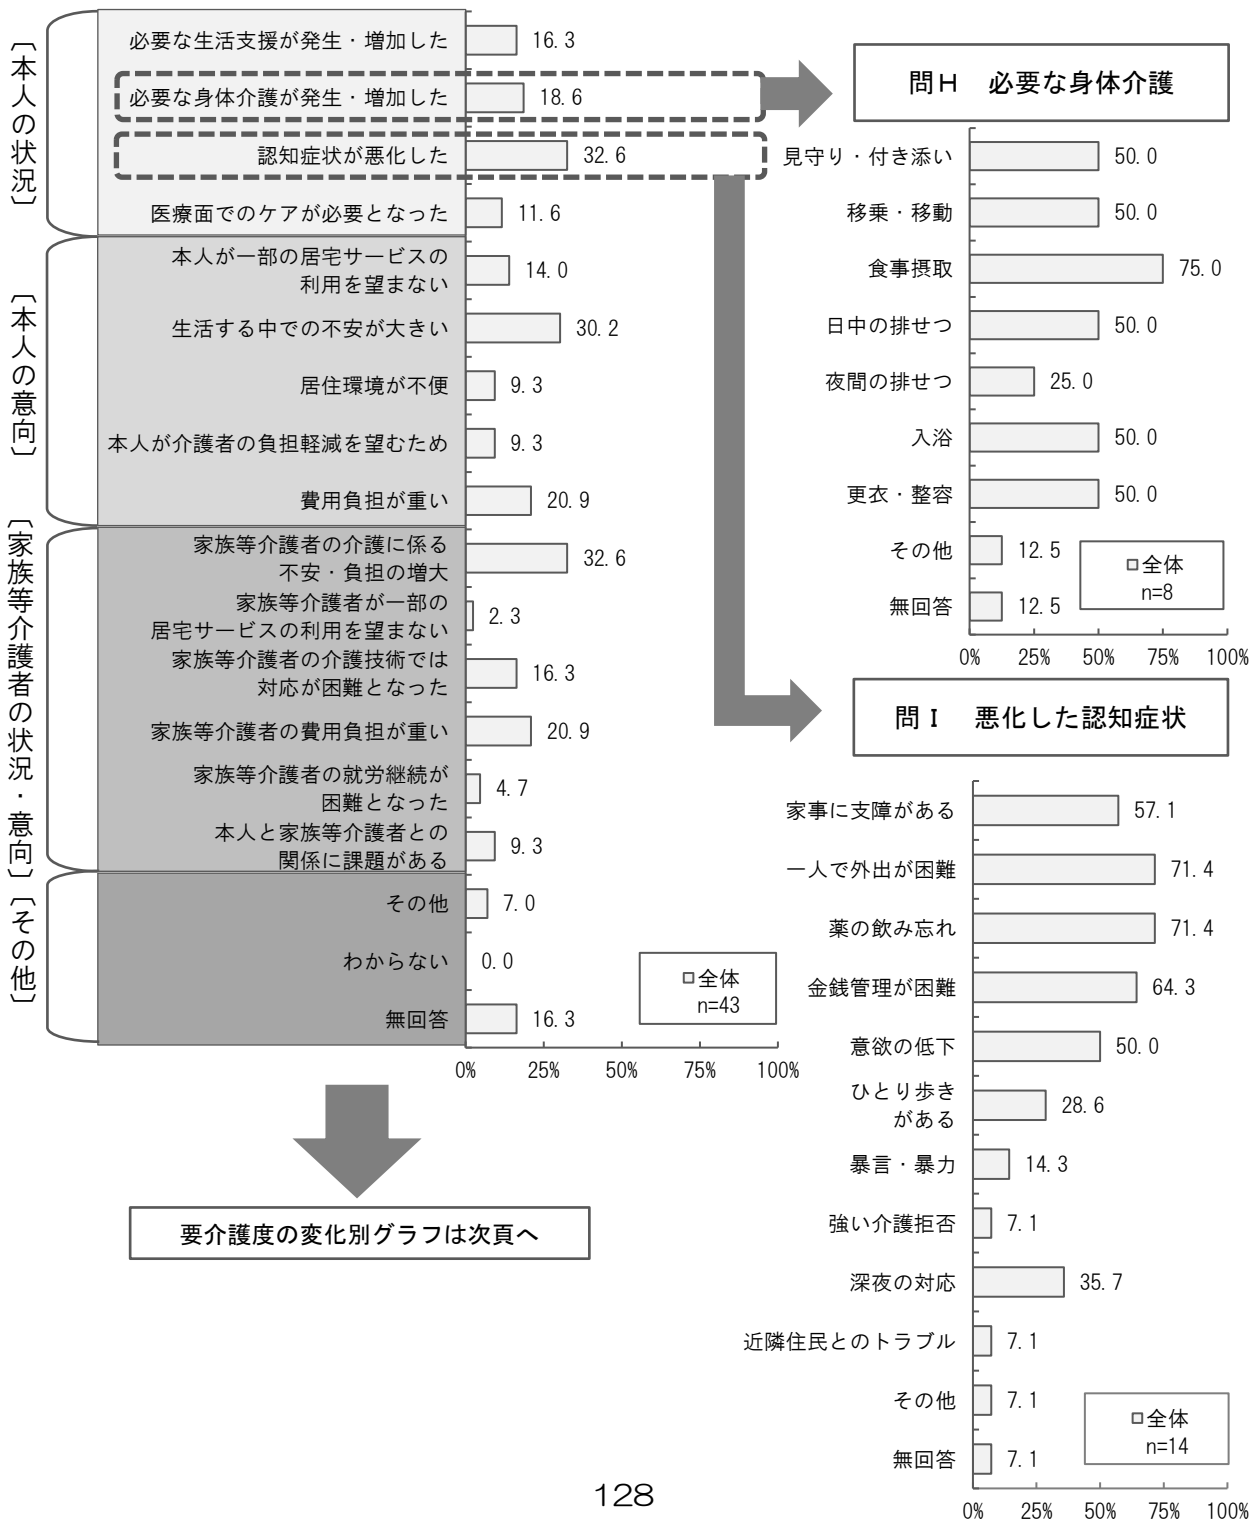 〔本人の状況〕
必要な生活支援が発生・増加した 16.3
必要な身体介護が発生・増加した 18.6
認知症状が悪化した 32.6
医療面でのケアが必要となった 11.6
〔本人の意向〕
本人が一部の居宅サービスの
利用を望まない 14.0
生活する中での不安が大きい 30.2
居住環境が不便 9.3
本人が介護者の負担軽減を望むため 9.3
費用負担が重い 20.9
〔家族等介護者の状況・意向〕
家族等介護者の介護に係る
不安・負担の増大 32.6
家族等介護者が一部の
居宅サービスの利用を望まない 2.3
家族等介護者の介護技術では
対応が困難となった 16.3
家族等介護者の費用負担が重い 20.9
家族等介護者の就労継続が
困難となった 4.7
本人と家族等介護者との
関係に課題がある 9.3
〔その他〕
その他 7.0
わからない 0.0
無回答 16.3
全体
n=43
0% 25% 50% 75% 100%
要介護度の変化別グラフは次頁へ
問H 必要な身体介護
見守り・付き添い 50.0
移乗・移動 50.0
食事摂取 75.0
日中の排せつ 50.0
夜間の排せつ 25.0
入浴 50.0
更衣・整容 50.0
その他 12.5
無回答 12.5
全体
n=8
0% 25% 50% 75% 100%
問I 悪化した認知症状
家事に支障がある 57.1
一人で外出が困難 71.4
薬の飲み忘れ 71.4
金銭管理が困難 64.3
意欲の低下 50.0
ひとり歩き
がある 28.6
暴言・暴力 14.3
強い介護拒否 7.1
深夜の対応 35.7
近隣住民とのトラブル 7.1
その他 7.1
無回答 7.1
全体
n=14
0% 25% 50% 75% 100%
128